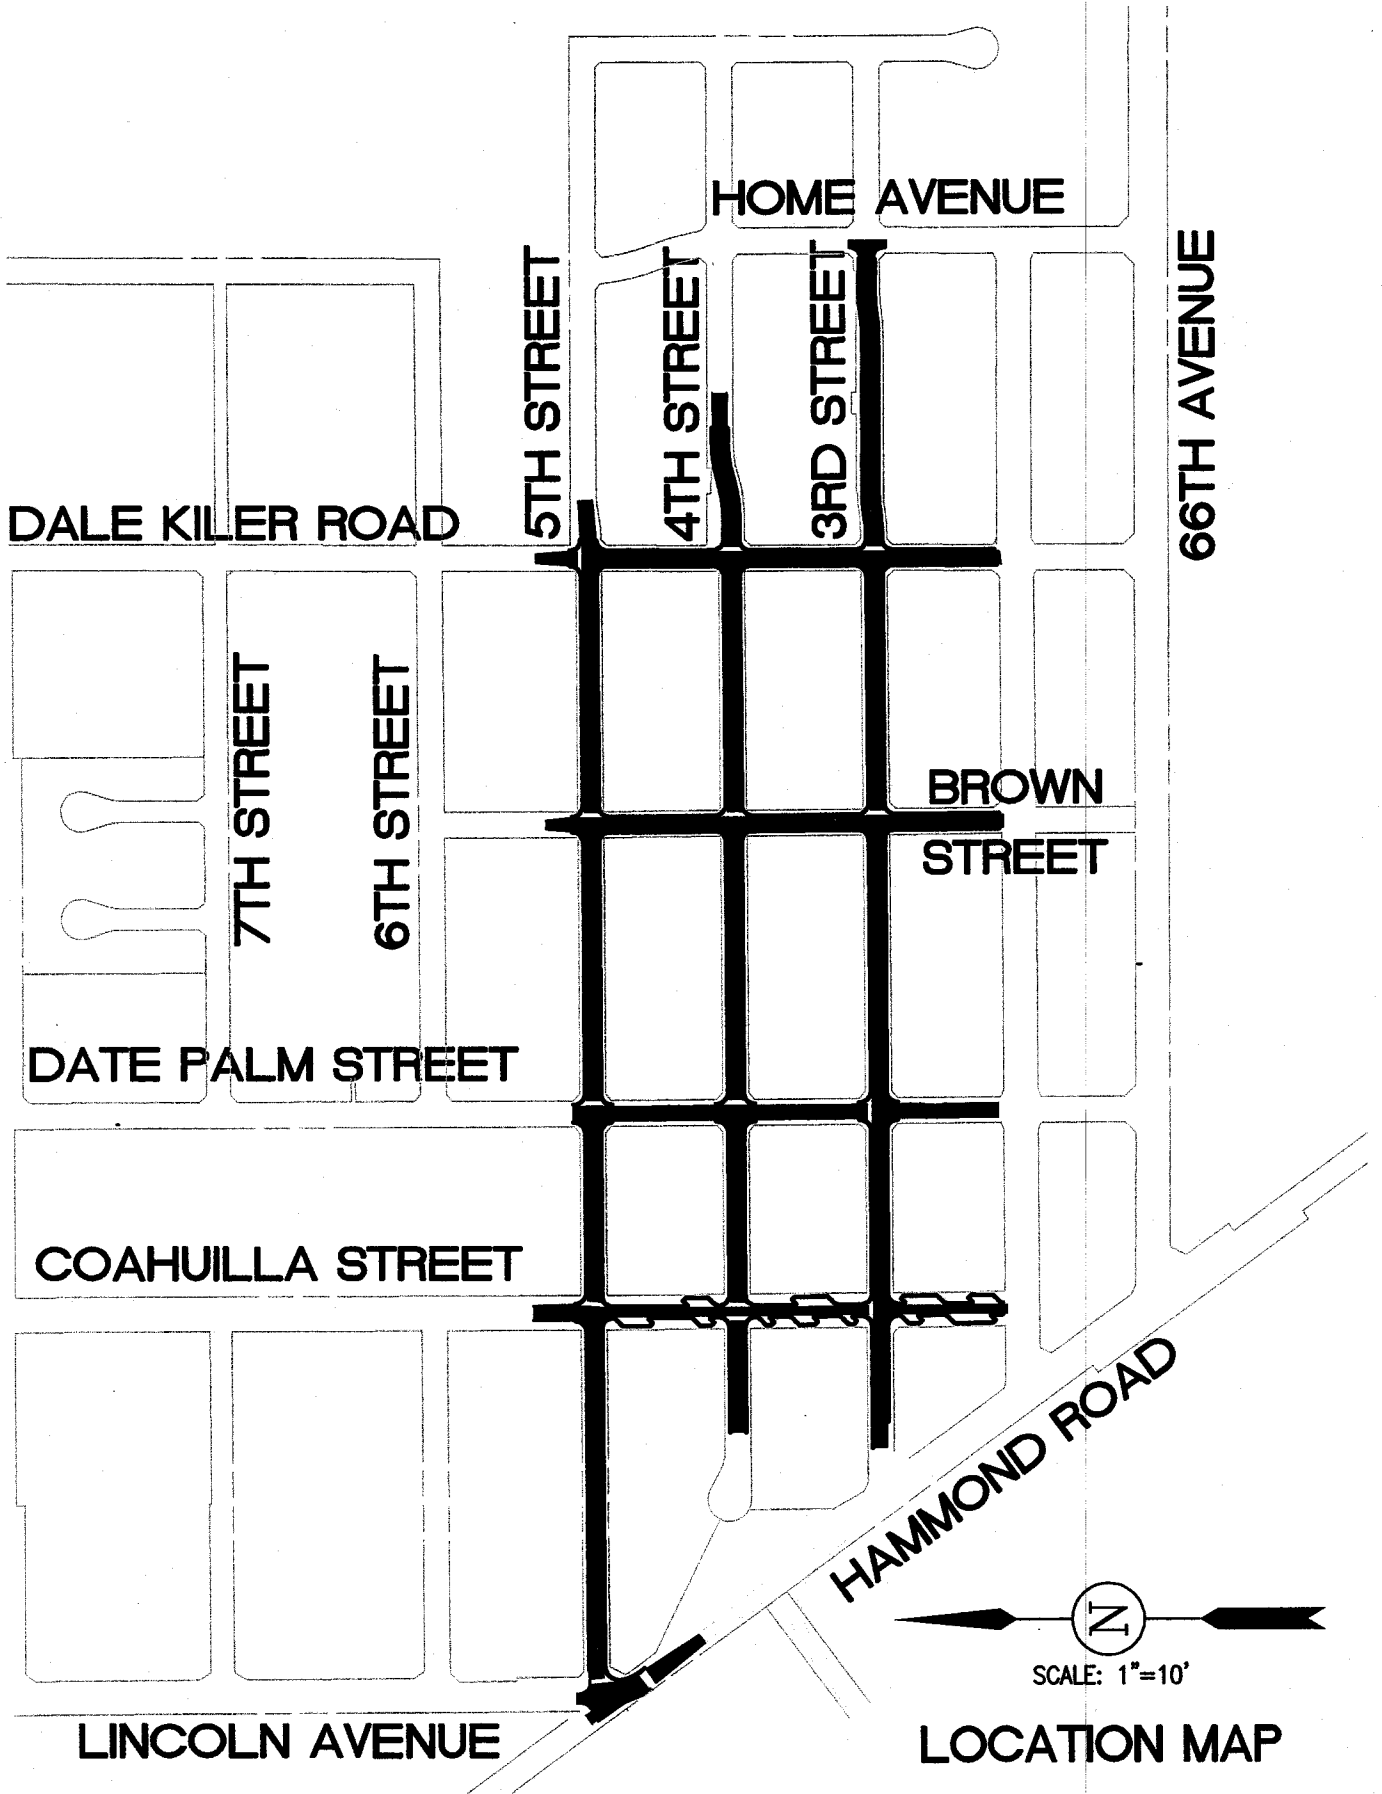 HOME AVENUE
5TH STREET
4TH STREET
3RD STREET
66TH AVENUE
DALE KILER ROAD
7TH STREET
6TH STREET
BROWN
STREET
DATE PALM STREET
COAHUILLA STREET
HAMMOND ROAD
N
SCALE: 1"=10'
LINCOLN AVENUE
LOCATION MAP